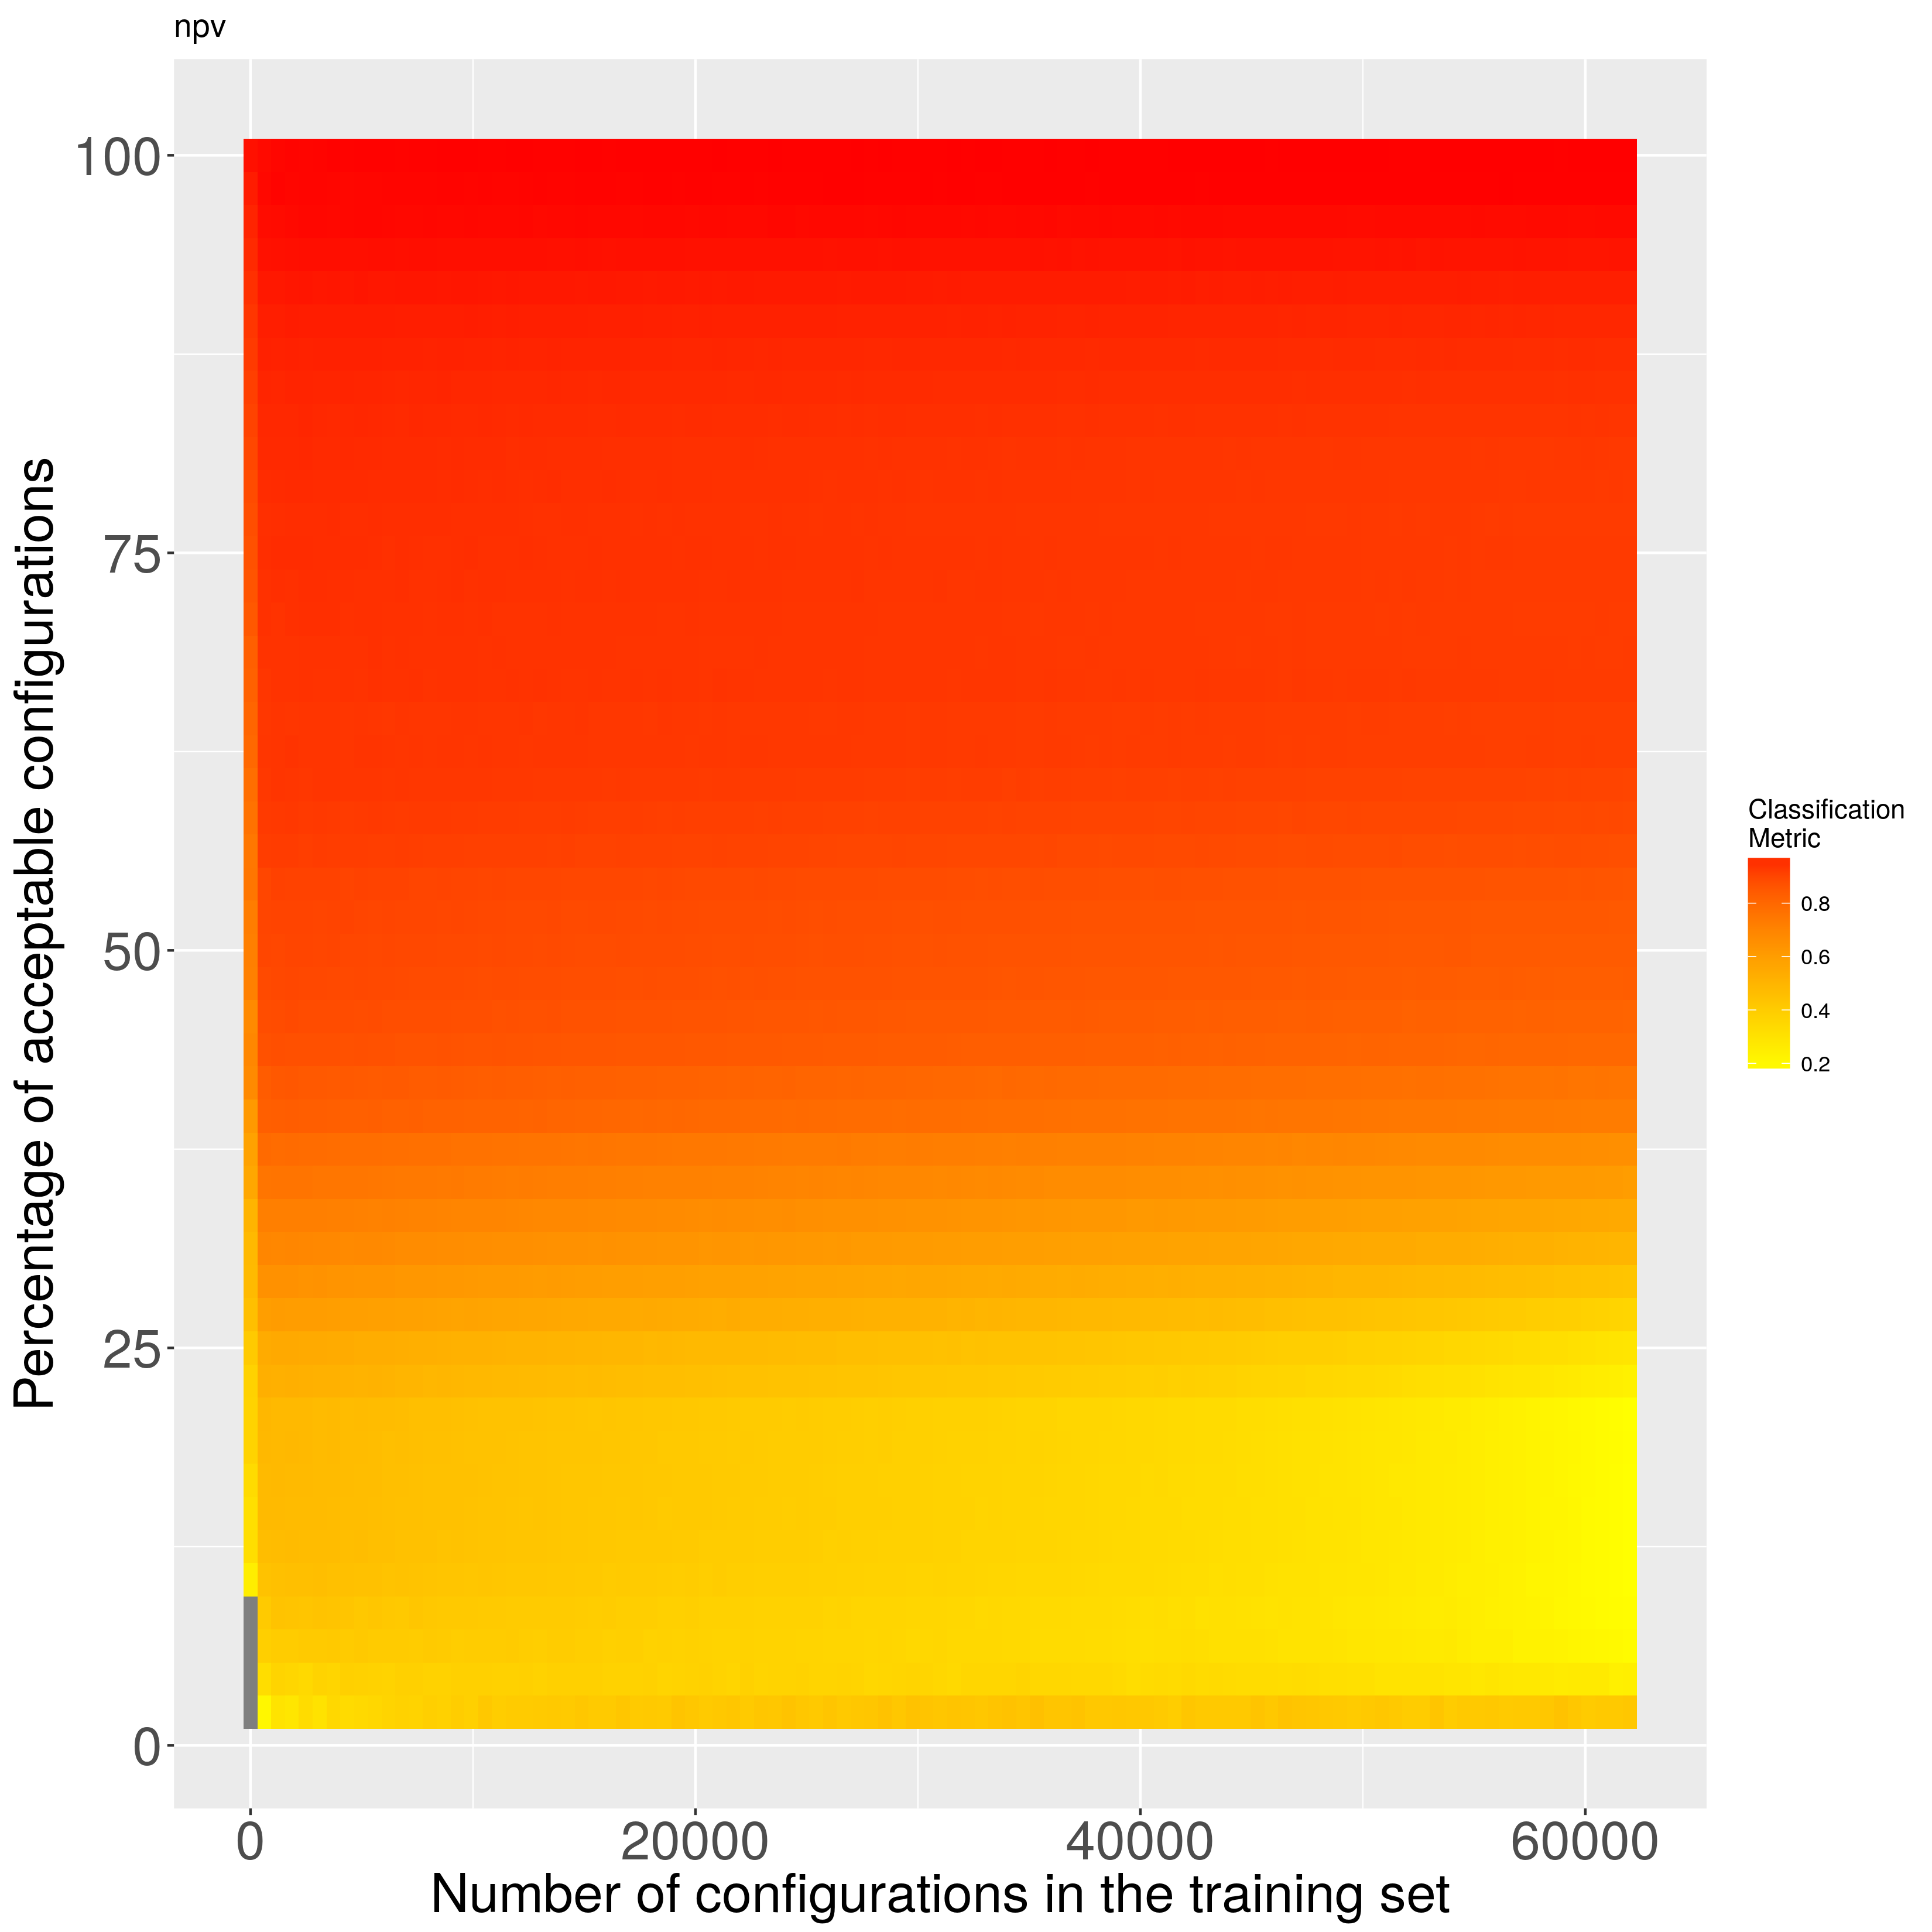 npv
Percentage of acceptable configurations
100
75
50
25
0
0 20000 40000 60000
Number of configurations in the training set
Classification
Metric
0.8
0.6
0.4
0.2